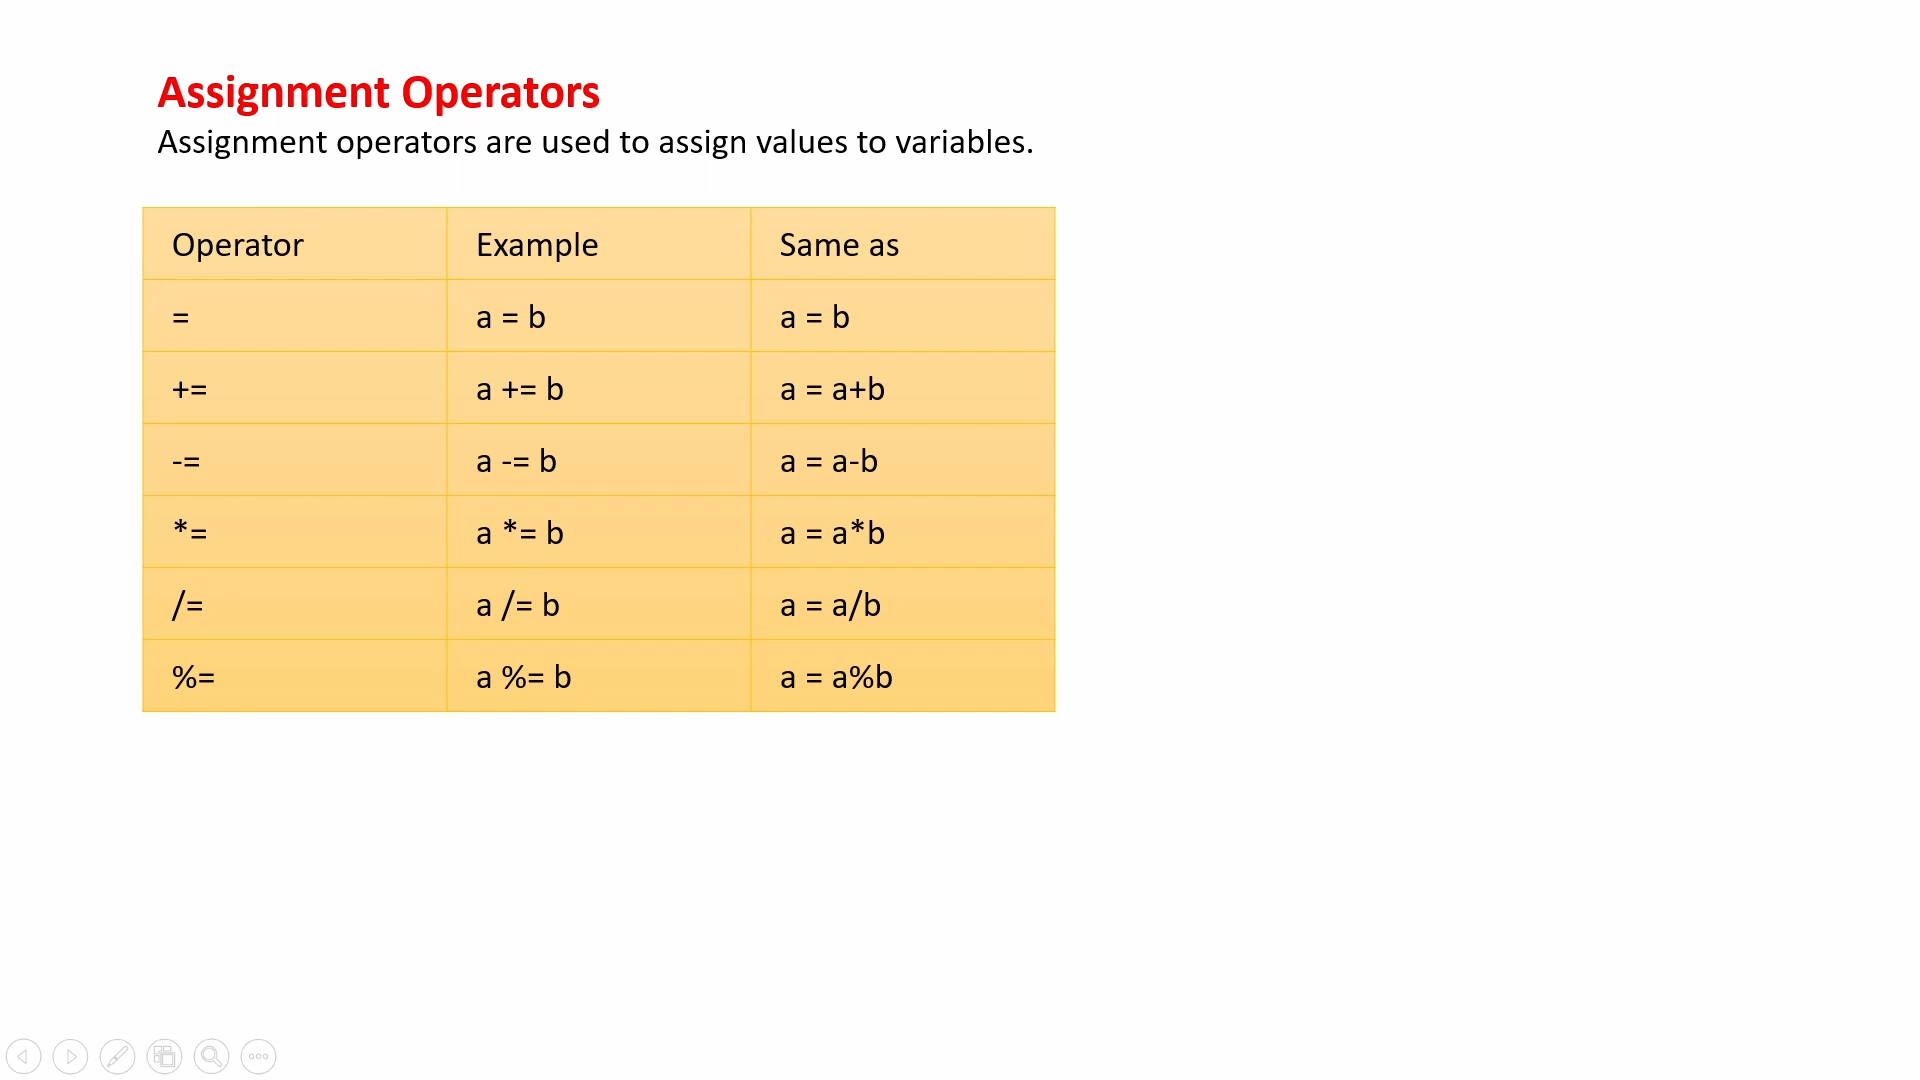 Assignment Operators
Assignment operators are used to assign values to variables.
Operator Example Same as
= a = b a = b
+= a += b a = a+b
-= a -= b a = a-b
*= a *= b a = a*b
/= a /= b a = a/b
%= a %= b a = a%b